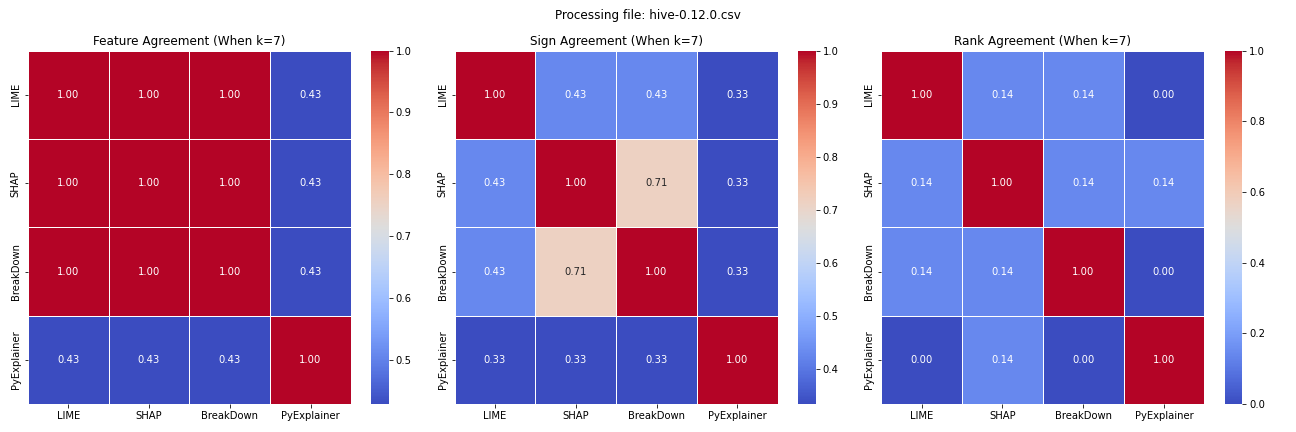 Processing file: hive-0.12.0.csv
Feature Agreement (When k=7)
LIME
SHAP
BreakDown
PyExplainer
1.00 1.00 1.00 0.43
1.00 1.00 1.00 0.43
1.00 1.00 1.00 0.43
0.43 0.43 0.43 1.00
LIME SHAP BreakDown PyExplainer
1.0
0.9
0.8
0.7
0.6
0.5
Sign Agreement (When k=7)
LIME
SHAP
BreakDown
PyExplainer
1.00 0.43 0.43 0.33
0.43 1.00 0.71 0.33
0.43 0.71 1.00 0.33
0.33 0.33 0.33 1.00
LIME SHAP BreakDown PyExplainer
1.0
0.9
0.8
0.7
0.6
0.5
0.4
Rank Agreement (When k=7)
LIME
SHAP
BreakDown
PyExplainer
1.00 0.14 0.14 0.00
0.14 1.00 0.14 0.14
0.14 0.14 1.00 0.00
0.00 0.14 0.00 1.00
LIME SHAP BreakDown PyExplainer
1.0
0.8
0.6
0.4
0.2
0.0